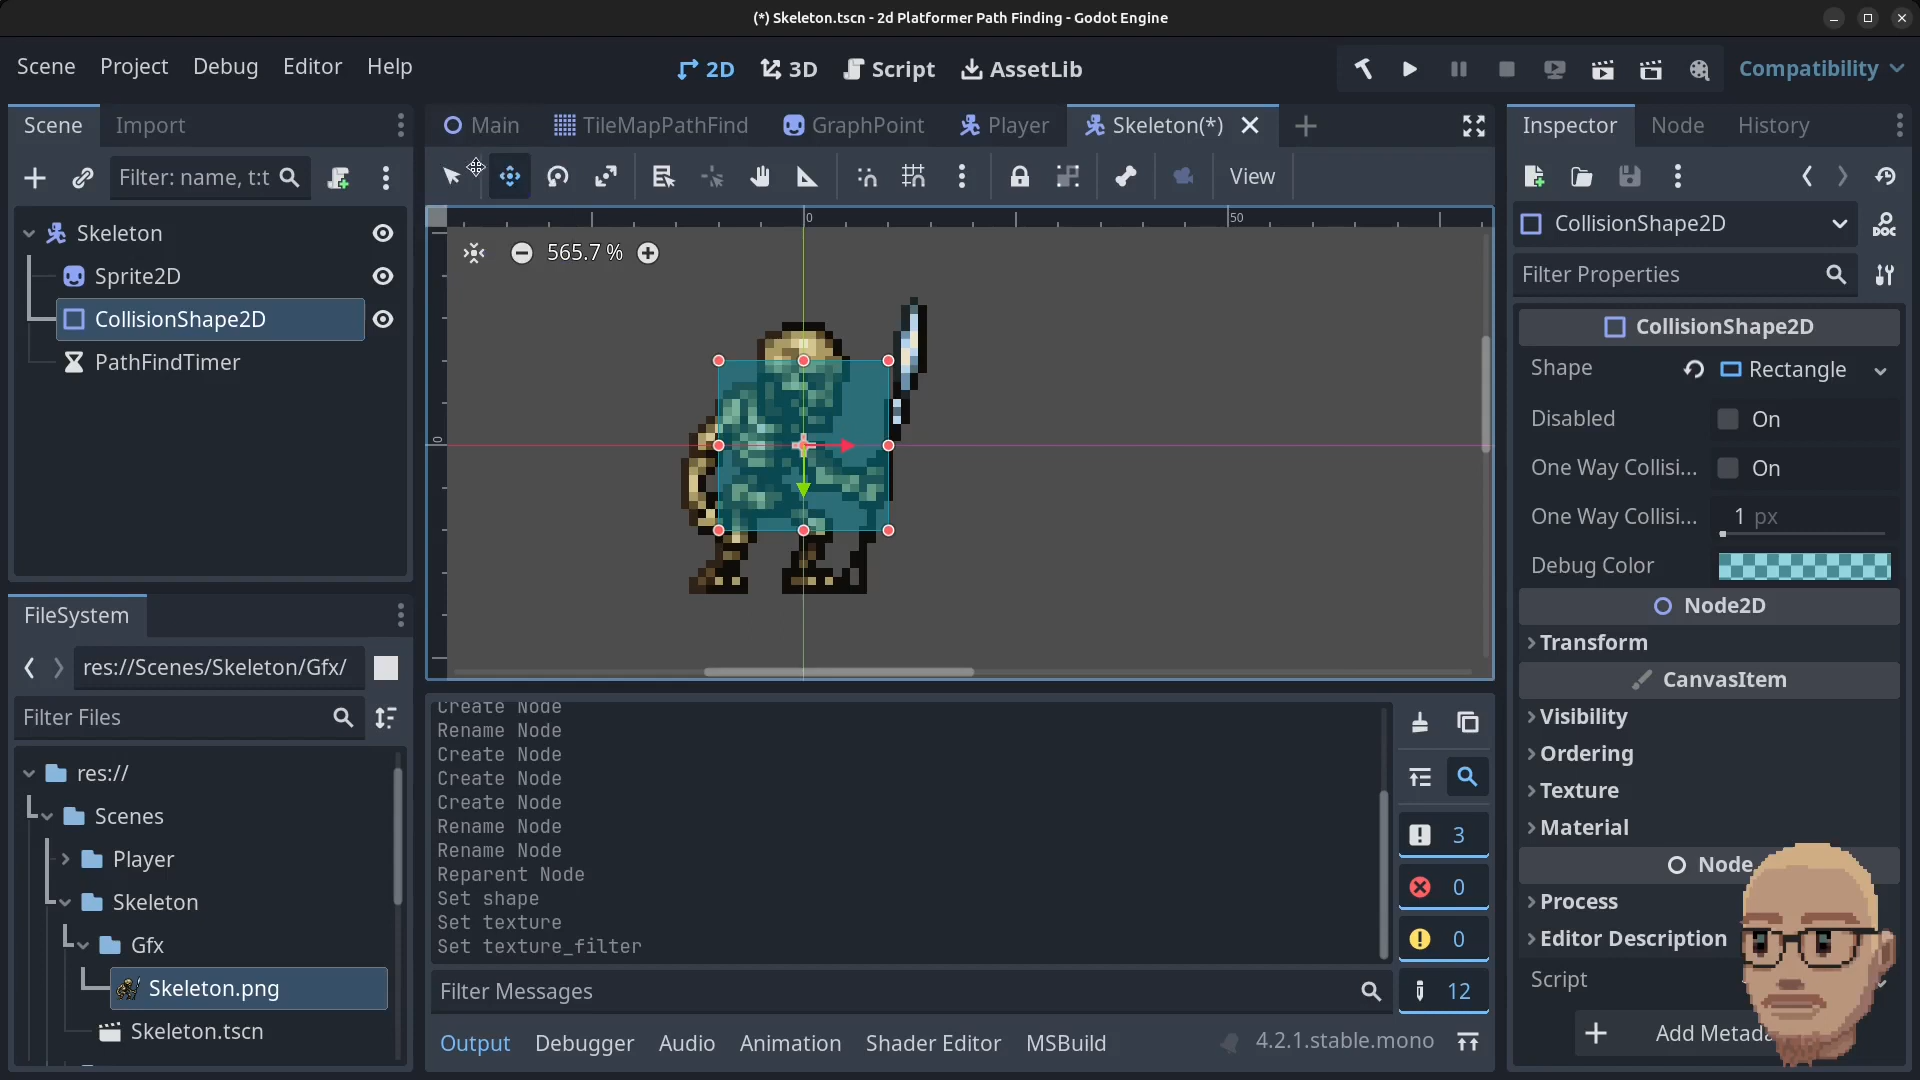 (*) Skeleton.tscn - 2d Platformer Path Finding - Godot Engine
Scene Project Debug Editor Help
2D 3D Script AssetLib
Compatibility
Scene Import
Main TileMapPathFind GraphPoint Player Skeleton(*)
Inspector Node History
Filter: name, t:t
View
Skeleton
Sprite2D
CollisionShape2D
PathFindTimer
0 50
565.7 %
0
CollisionShape2D
DOC
Filter Properties
CollisionShape2D
Shape Rectangle
Disabled On
One Way Collisi... On
One Way Collisi... 1 px
Debug Color
Node2D
Transform
CanvasItem
Visibility
Ordering
Texture
Material
Node
Process
Editor Description
Script
Add Metada
FileSystem
res://Scenes/Skeleton/Gfx/
Filter Files
res://
Scenes
Player
Skeleton
Gfx
Skeleton.png
Skeleton.tscn
Create Node
Rename Node
Create Node
Create Node
Create Node
Rename Node
Rename Node
Reparent Node
Set shape
Set texture
Set texture_filter
3
0
0
12
Filter Messages
Output Debugger Audio Animation Shader Editor MSBuild
4.2.1.stable.mono